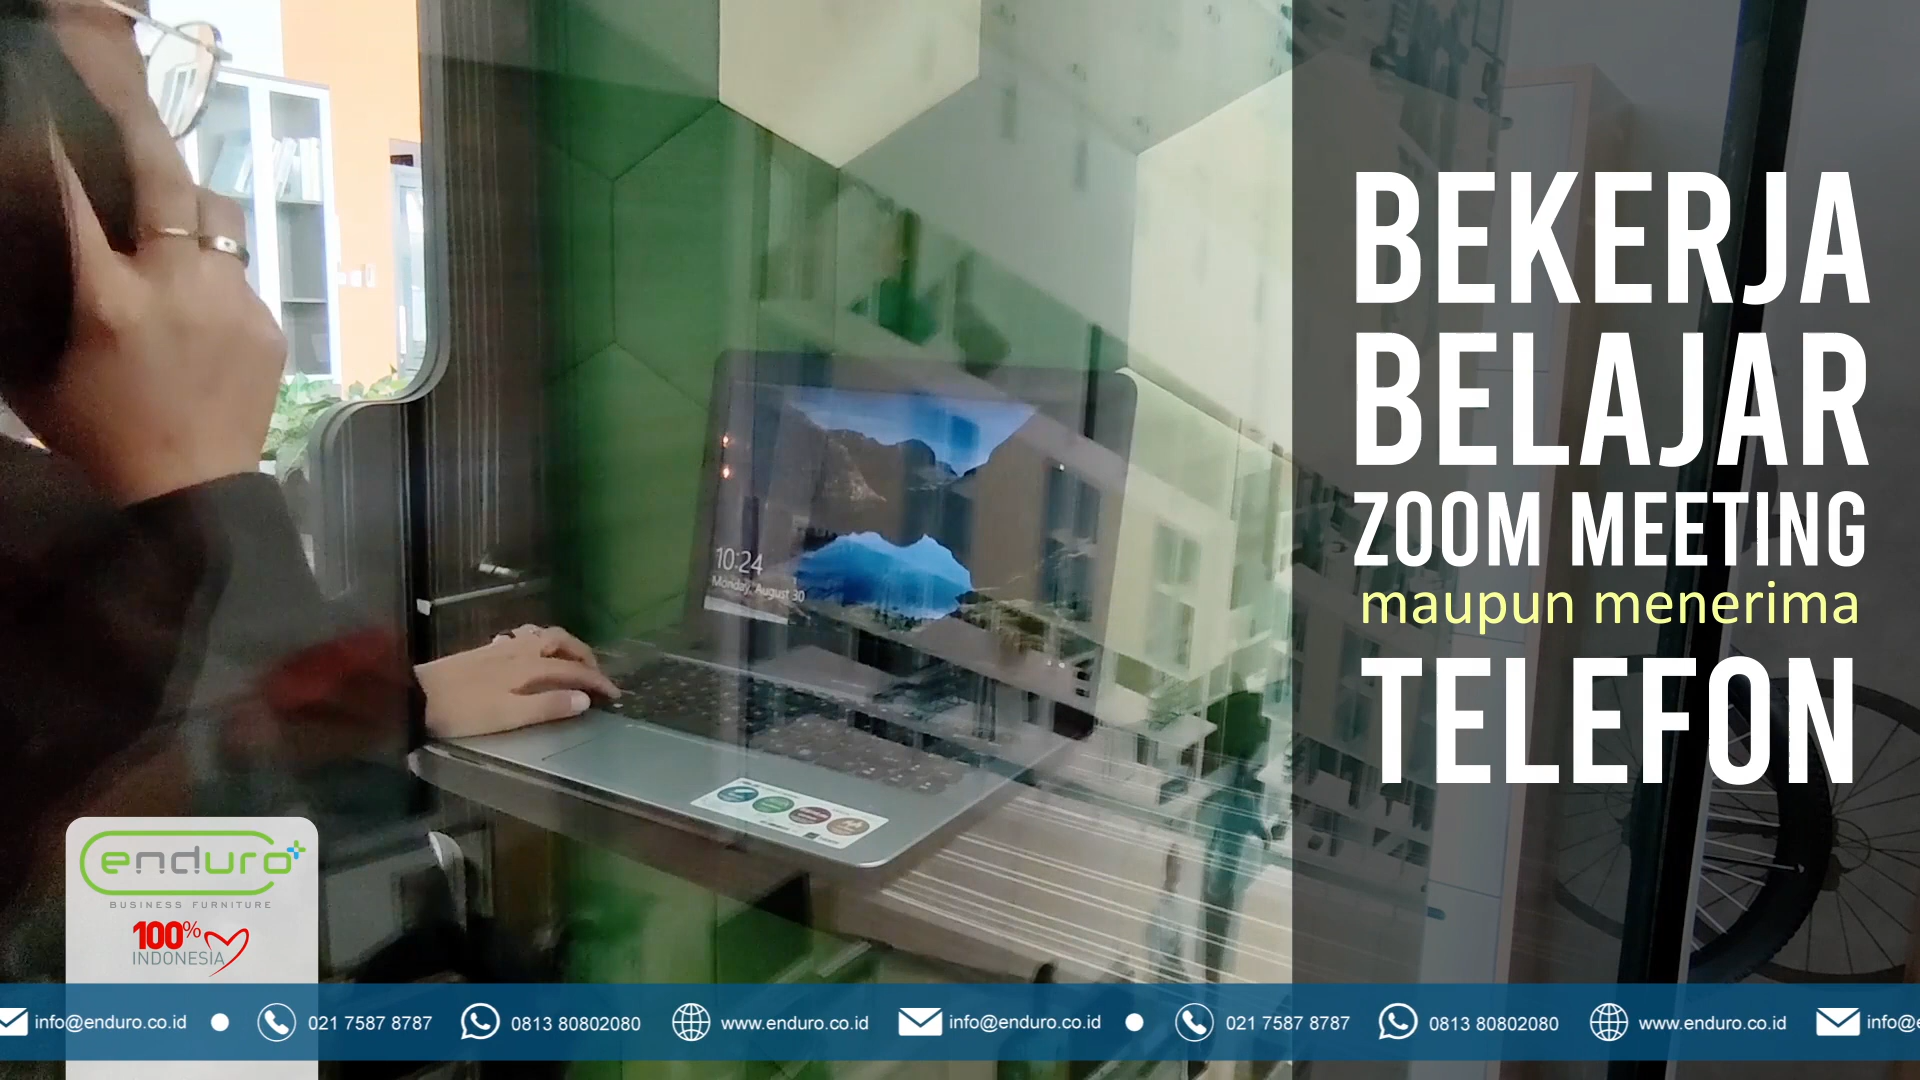 BEKERJA
BELAJAR
ZOOM MEETING
maupun menerima
TELEFON
10:24
Monday, August 30
enduro+
BUSINESS FURNITURE
100%
INDONESIA
info@enduro.co.id 021 7587 8787 0813 80802080 www.enduro.co.id info@enduro.co.id 021 7587 8787 0813 80802080 www.enduro.co.id info@e